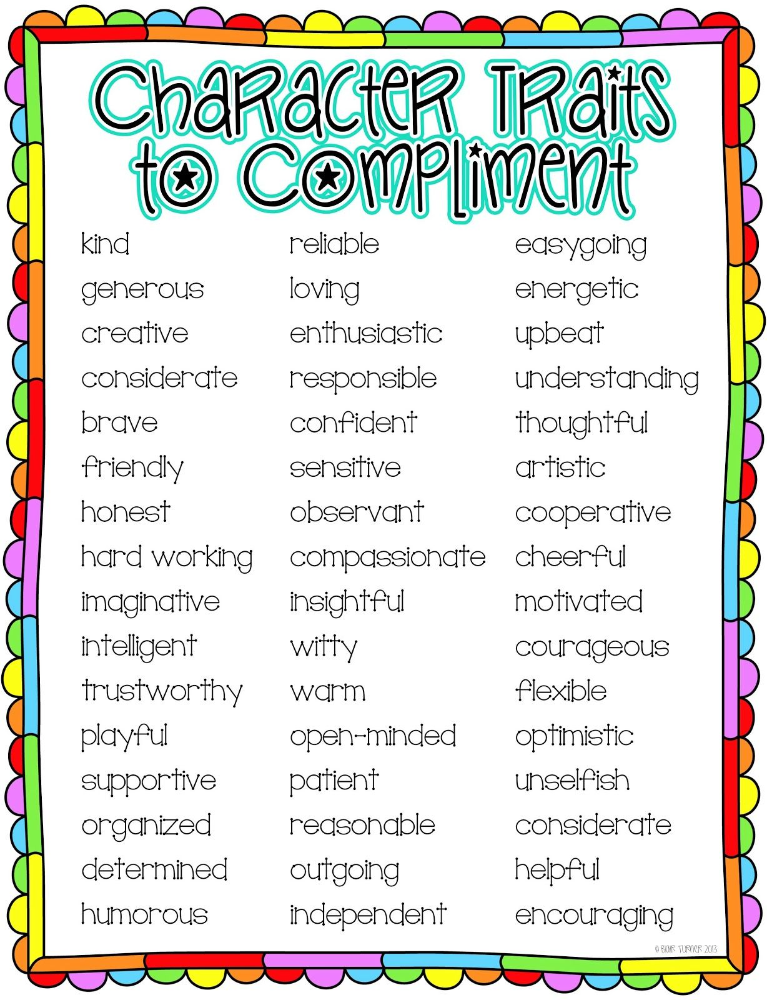 Character Traits
to Compliment
kind reliable easygoing
generous loving energetic
creative enthusiastic upbeat
considerate responsible understanding
brave confident thoughtful
friendly sensitive artistic
honest observant cooperative
hard working compassionate cheerful
imaginative insightful motivated
intelligent witty courageous
trustworthy warm flexible
playful open-minded optimistic
supportive patient unselfish
organized reasonable considerate
determined outgoing helpful
humorous independent encouraging
© Blair Turner 2013